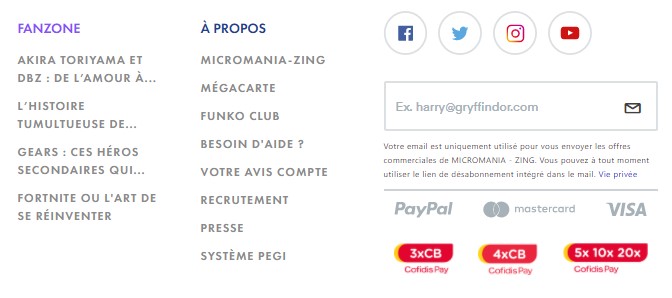 FANZONE
AKIRA TORIYAMA ET
DBZ : DE L’AMOUR À...
L’HISTOIRE
TUMULTUEUSE DE...
GEARS : CES HÉROS
SECONDAIRES QUI...
FORTNITE OU L'ART DE
SE RÉINVENTER
À PROPOS
MICROMANIA-ZING
MÉGACARTE
FUNKO CLUB
BESOIN D'AIDE ?
VOTRE AVIS COMPTE
RECRUTEMENT
PRESSE
SYSTÈME PEGI
Ex. harry@gryffindor.com
Votre email est uniquement utilisé pour vous envoyer les offres
commerciales de MICROMANIA - ZING. Vous pouvez à tout moment
utiliser le lien de désabonnement intégré dans le mail. Vie privée
PayPal mastercard VISA
3xCB 4xCB 5x 10x 20x
Cofidis Pay Cofidis Pay Cofidis Pay